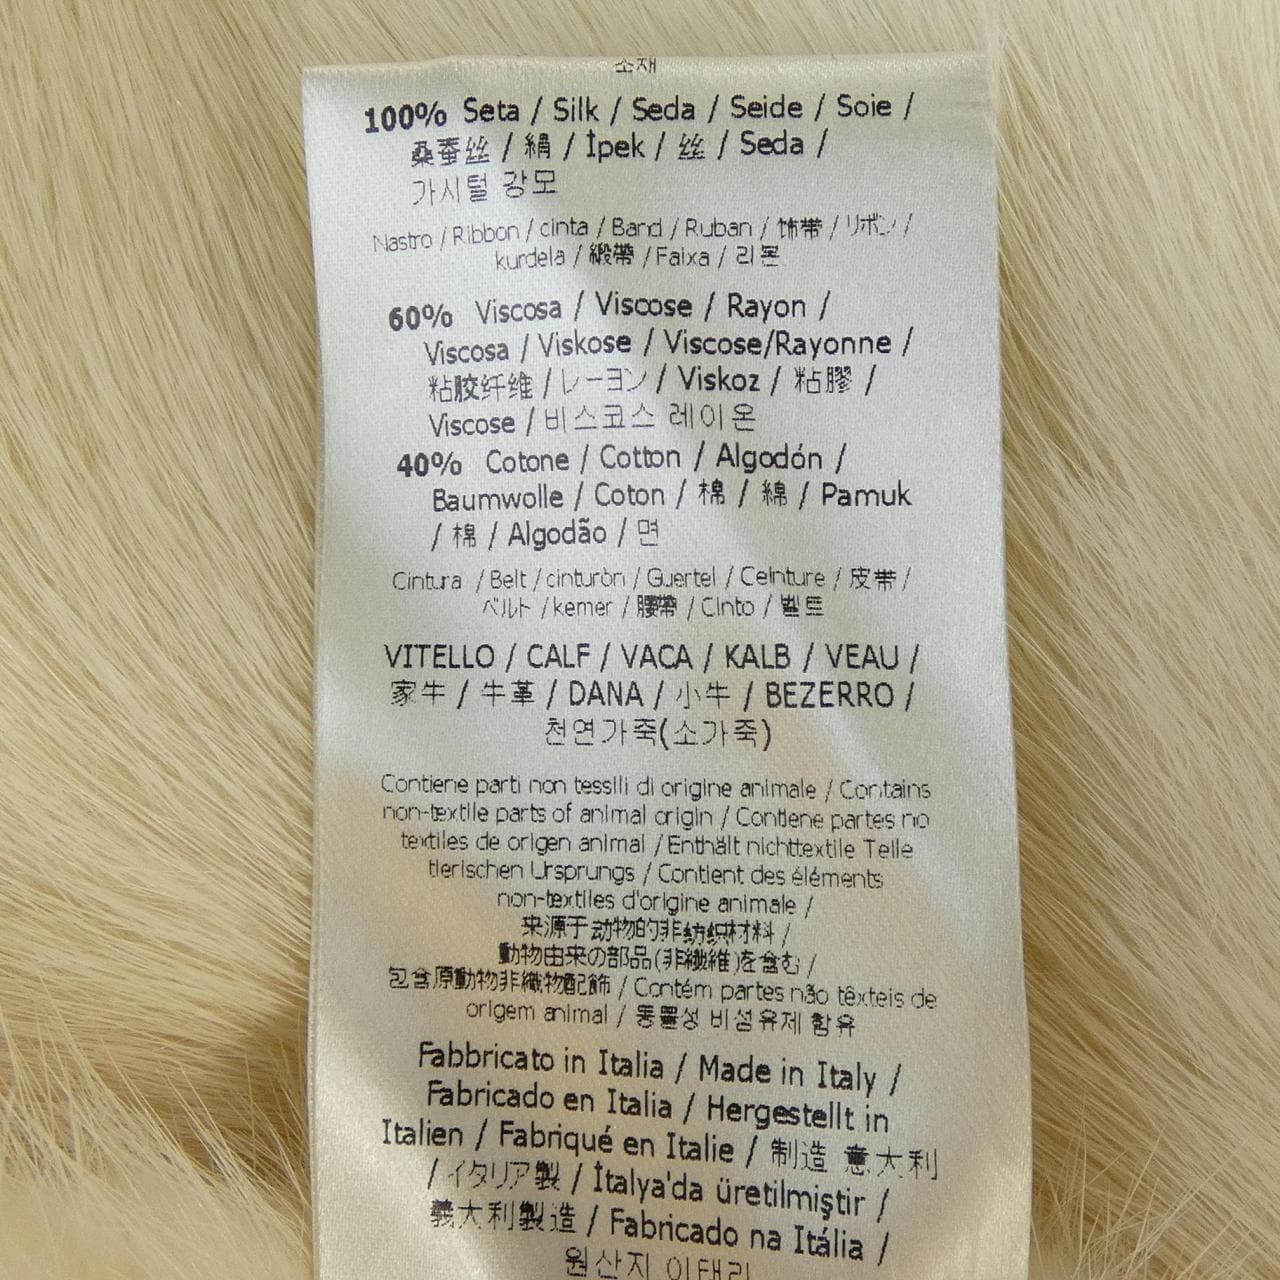 소재
100% Seta / Silk / Seda / Seide / Soie /
桑蚕丝 / 絹 / İpek / 丝 / Seda /
가시털 강모
Nastro / Ribbon / cinta / Band / Ruban / 饰带 / リボン /
kurdela / 緞帶 / Faixa / 리본
60% Viscosa / Viscose / Rayon /
Viscosa / Viskose / Viscose/Rayonne /
粘胶纤维 / レーヨン / Viskoz / 粘膠 /
Viscose / 비스코스 레이온
40% Cotone / Cotton / Algodón /
Baumwolle / Coton / 棉 / 綿 / Pamuk
/ 棉 / Algodão / 면
Cintura / Belt / cinturòn / Guertel / Ceinture / 皮带 /
ベルト / kemer / 腰帶 / Cinto / 벨트
VITELLO / CALF / VACA / KALB / VEAU /
家牛 / 牛革 / DANA / 小牛 / BEZERRO /
천연가죽(소가죽)
Contiene parti non tessili di origine animale / Contains
non-textile parts of animal origin / Contiene partes no
textiles de origen animal / Enthält nichttextile Teile
tierischen Ursprungs / Contient des éléments
non-textiles d'origine animale /
来源于动物的非纺织材料 /
動物由来の部品(非繊維)を含む /
包含原動物非織物配飾 / Contém partes não têxteis de
origem animal / 동물성 비섬유제 함유
Fabbricato in Italia / Made in Italy /
Fabricado en Italia / Hergestellt in
Italien / Fabriqué en Italie / 制造 意大利
/ イタリア製 / İtalya'da üretilmiştir /
義大利製造 / Fabricado na Itália /
원산지 이태리